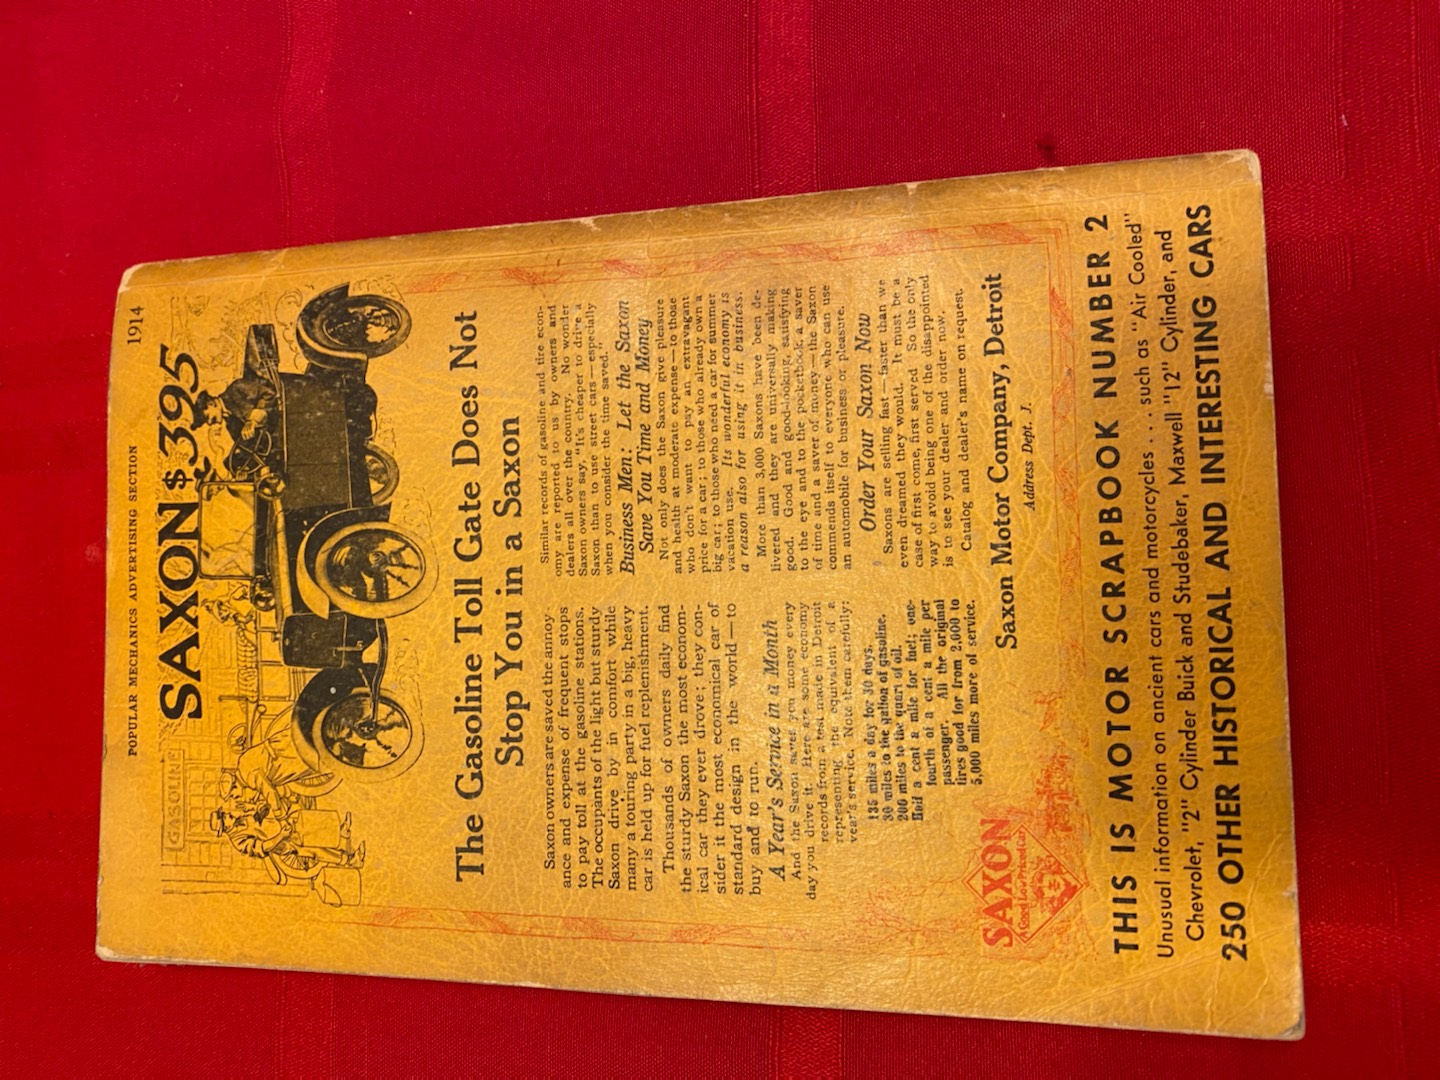 POPULAR MECHANICS ADVERTISING SECTION 1914
SAXON $395
GASOLINE
The Gasoline Toll Gate Does Not
Stop You in a Saxon
Saxon owners are saved the annoy-
ance and expense of frequent stops
to pay toll at the gasoline stations.
The occupants of the light but sturdy
Saxon drive by in comfort while
many a touring party in a big, heavy
car is held up for fuel replenishment.
Thousands of owners daily find
the sturdy Saxon the most econom-
ical car they ever drove; they con-
sider it the most economical car of
standard design in the world—to
buy and to run.
A Year's Service in a Month
And the Saxon saves you money every
day you drive it. Here are some economy
records from a test made in Detroit
representing the equivalent of a
year's service. Note them carefully:
135 miles a day for 30 days.
30 miles to the gallon of gasoline.
200 miles to the quart of oil.
Half a cent a mile for fuel; one-
fourth of a cent a mile per
passenger. All the original
tires good for from 2,000 to
5,000 miles more of service.
Similar records of gasoline and tire econ-
omy are reported to us by owners and
dealers all over the country. No wonder
Saxon owners say, "It's cheaper to drive a
Saxon than to use street cars—especially
when you consider the time saved.
Business Men: Let the Saxon
Save You Time and Money
Not only does the Saxon give pleasure
and health at moderate expense—to those
who don't want to pay an extravagant
price for a car; to those who already own a
big car; to those who need a car for summer
vacation use. Its wonderful economy is
a reason also for using it in business.
More than 3,000 Saxons have been de-
livered and they are universally making
good. Good and good-looking, satisfying
to the eye and to the pocketbook, a saver
of time and a saver of money—the Saxon
commends itself to everyone who can use
an automobile for business or pleasure.
Order Your Saxon Now
Saxons are selling fast—faster than we
even dreamed they would. It must be a
case of first come, first served. So the only
way to avoid being one of the disappointed
is to see your dealer and order now.
Catalog and dealer's name on request.
Saxon Motor Company, Detroit
Address Dept. J.
SAXON
A Good Low Priced Car
THIS IS MOTOR SCRAPBOOK NUMBER 2
Unusual information on ancient cars and motorcycles . . . such as "Air Cooled"
Chevrolet, "2" Cylinder Buick and Studebaker, Maxwell "12" Cylinder, and
250 OTHER HISTORICAL AND INTERESTING CARS